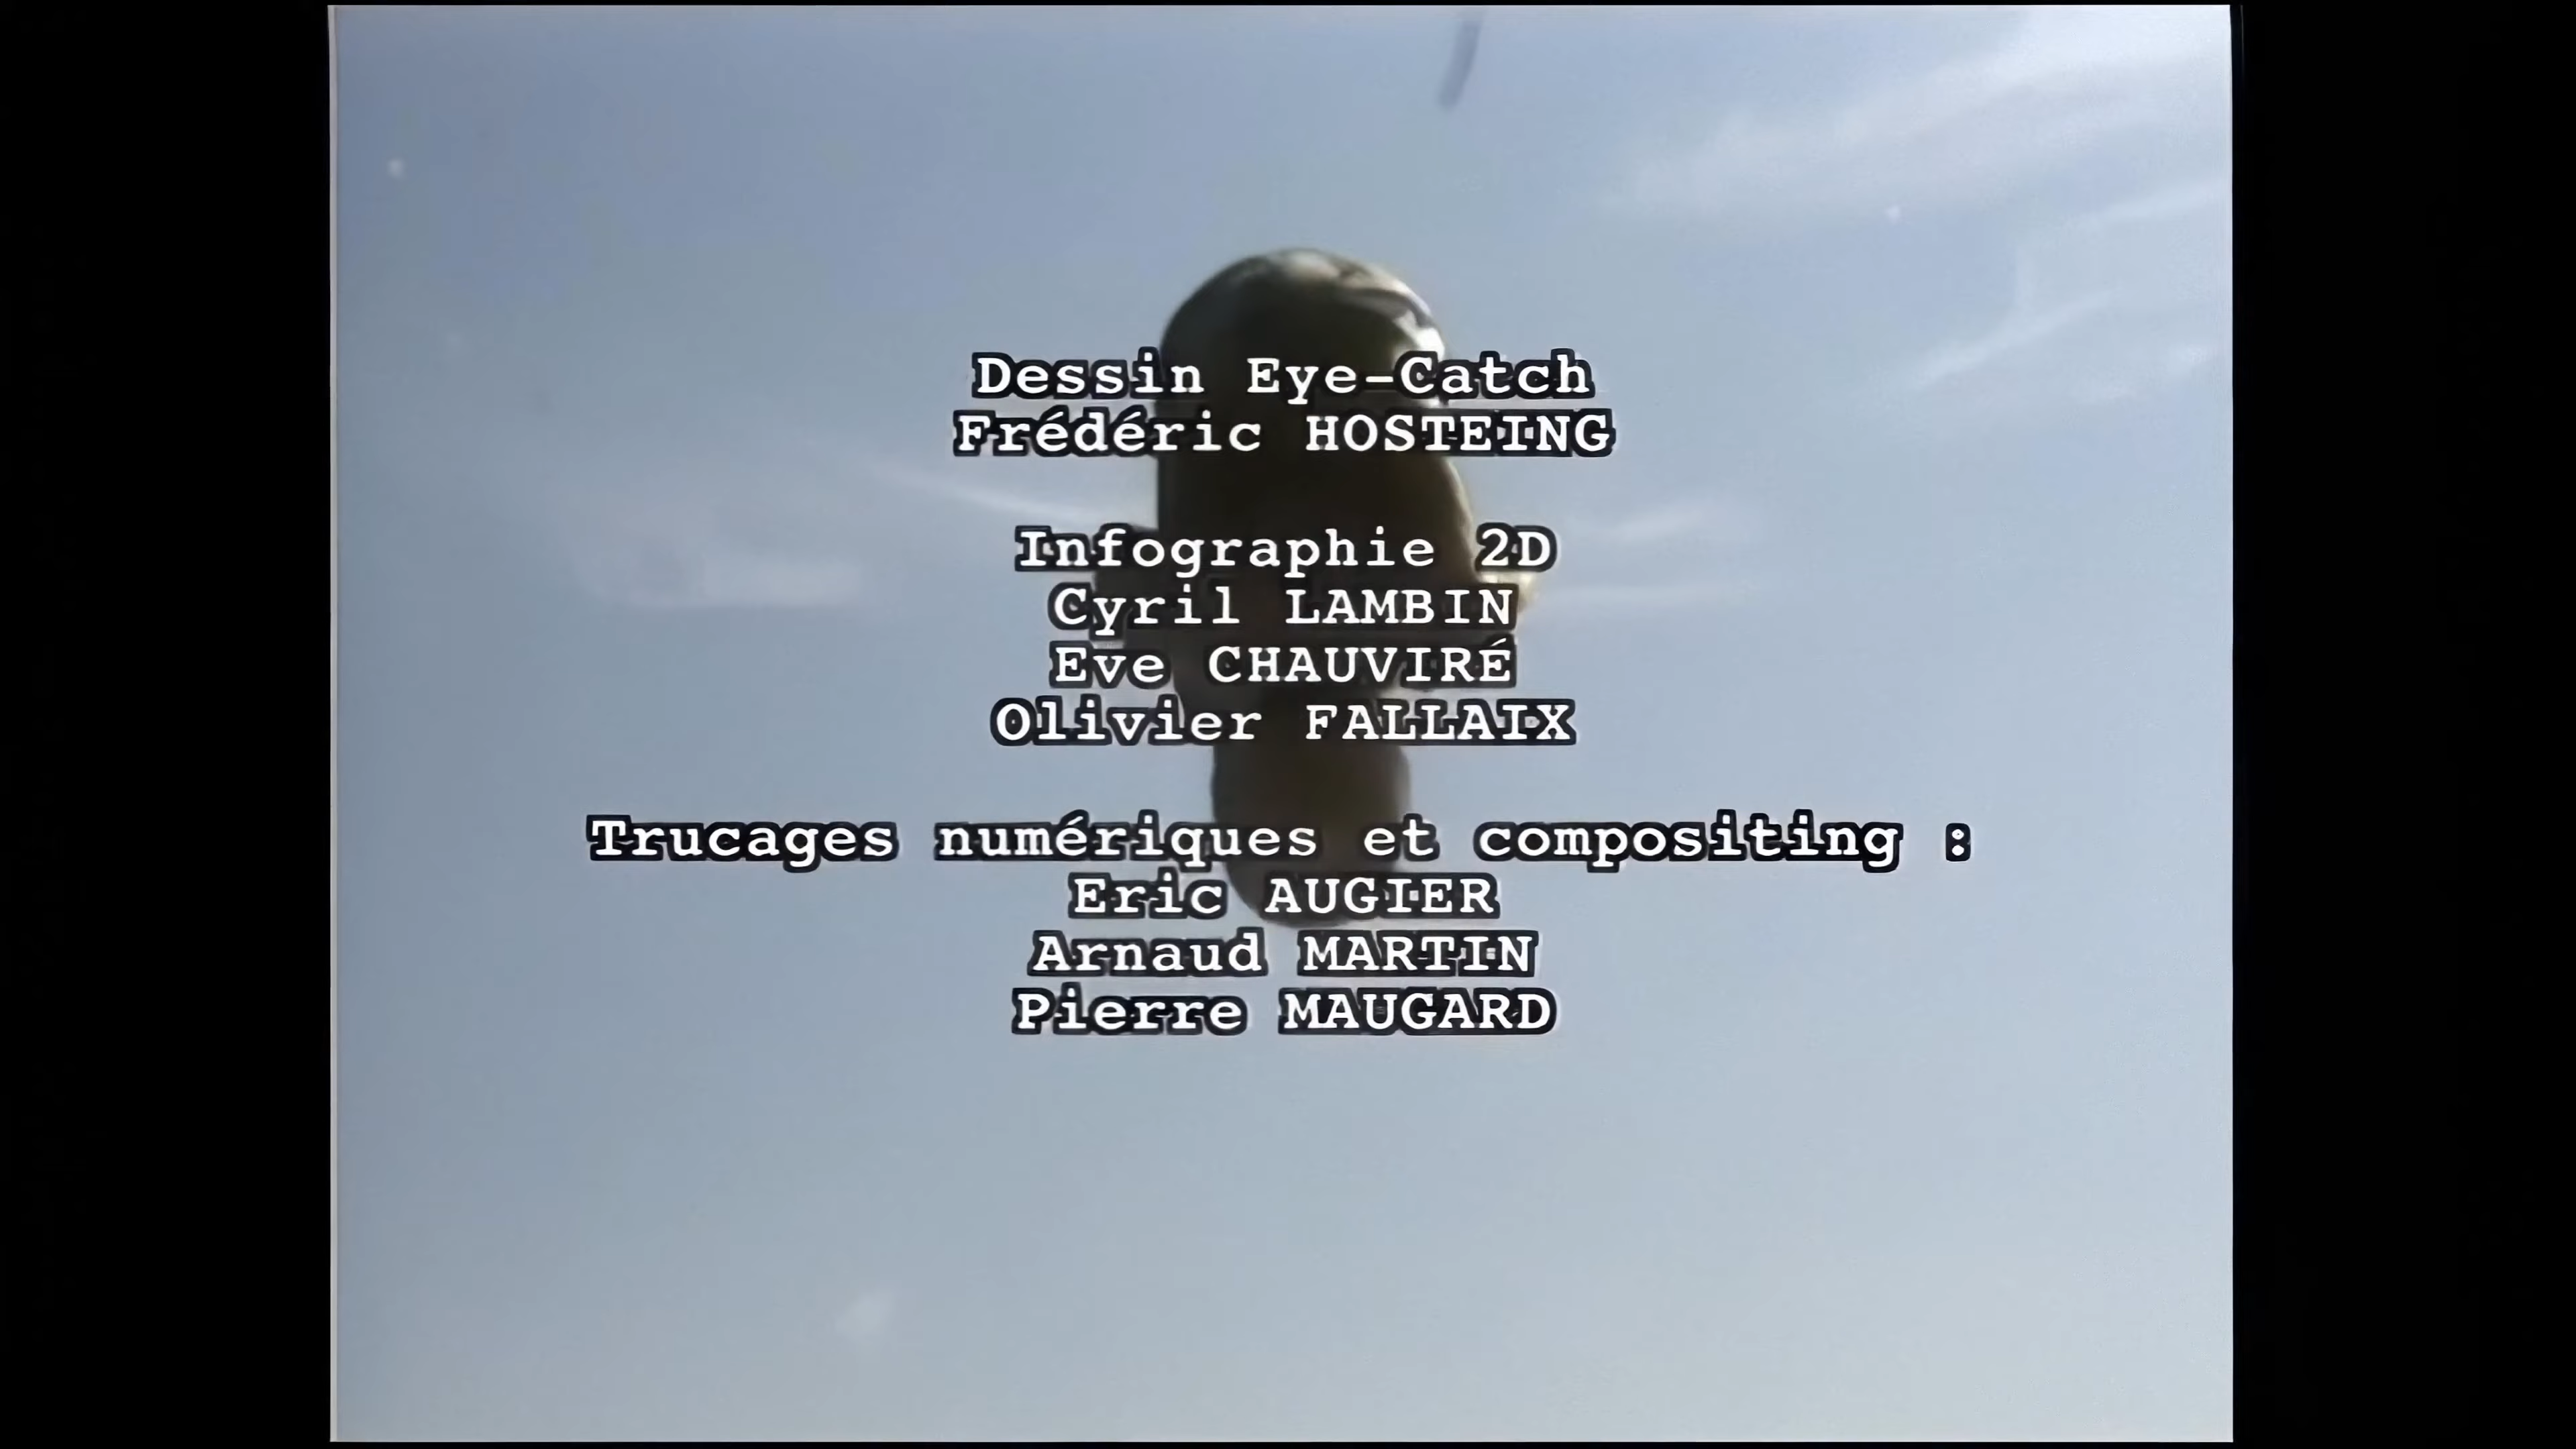 Dessin Eye-Catch
Frédéric HOSTEING
Infographie 2D
Cyril LAMBIN
Eve CHAUVIRÉ
Olivier FALLAIX
Trucages numériques et compositing :
Eric AUGIER
Arnaud MARTIN
Pierre MAUGARD